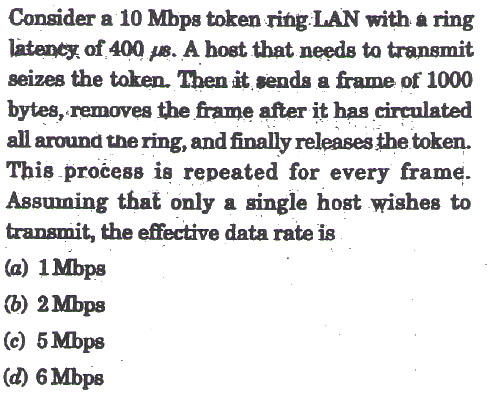 Consider a 10 Mbps token ring LAN with a ring
latency of 400 µs. A host that needs to transmit
seizes the token. Then it sends a frame of 1000
bytes, removes the frame after it has circulated
all around the ring, and finally releases the token.
This process is repeated for every frame.
Assuming that only a single host wishes to
transmit, the effective data rate is
(a) 1 Mbps
(b) 2 Mbps
(c) 5 Mbps
(d) 6 Mbps